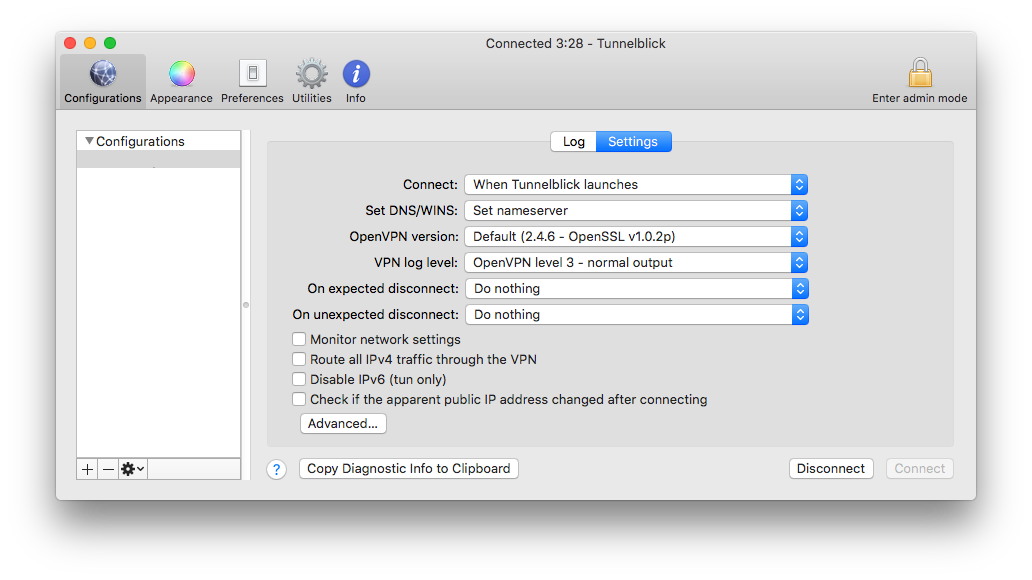 Connected 3:28 - Tunnelblick
Configurations Appearance Preferences Utilities Info Enter admin mode
Configurations
Log Settings
Connect: When Tunnelblick launches
Set DNS/WINS: Set nameserver
OpenVPN version: Default (2.4.6 - OpenSSL v1.0.2p)
VPN log level: OpenVPN level 3 - normal output
On expected disconnect: Do nothing
On unexpected disconnect: Do nothing
Monitor network settings
Route all IPv4 traffic through the VPN
Disable IPv6 (tun only)
Check if the apparent public IP address changed after connecting
Advanced...
? Copy Diagnostic Info to Clipboard Disconnect Connect